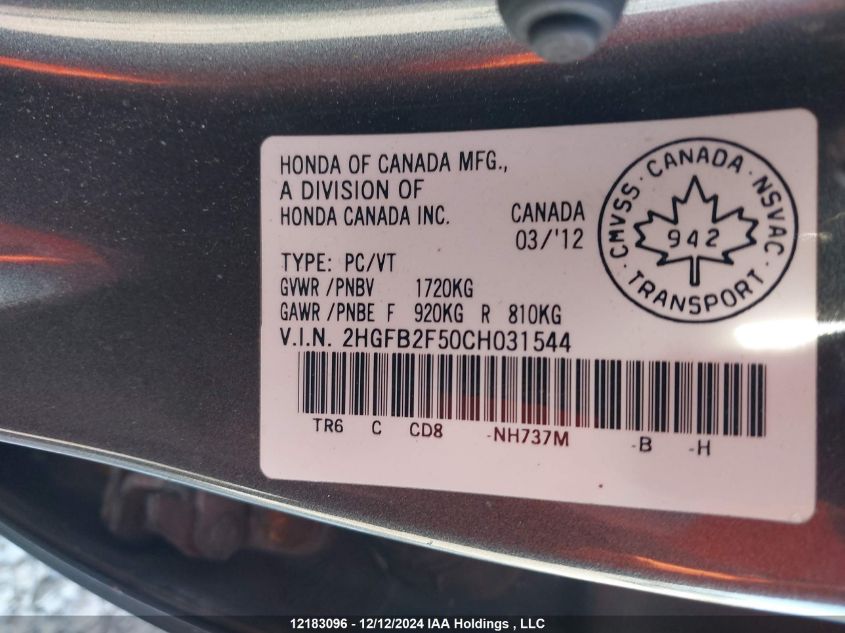 HONDA OF CANADA MFG.,
A DIVISION OF
HONDA CANADA INC.
CANADA
03/'12
TYPE: PC/VT
GVWR /PNBV 1720KG
GAWR /PNBE F 920KG R 810KG
V.I.N. 2HGFB2F50CH031544
TR6 C CD8 -NH737M -B -H
CMVSS · CANADA · NSVAC
942
· TRANSPORT ·
12183096 - 12/12/2024 IAA Holdings , LLC